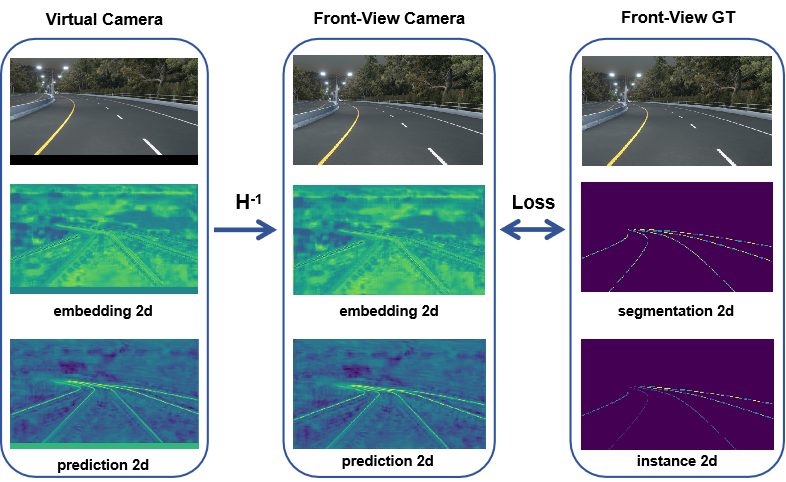 Virtual Camera
Front-View Camera
Front-View GT
H-1
Loss
embedding 2d
embedding 2d
segmentation 2d
prediction 2d
prediction 2d
instance 2d